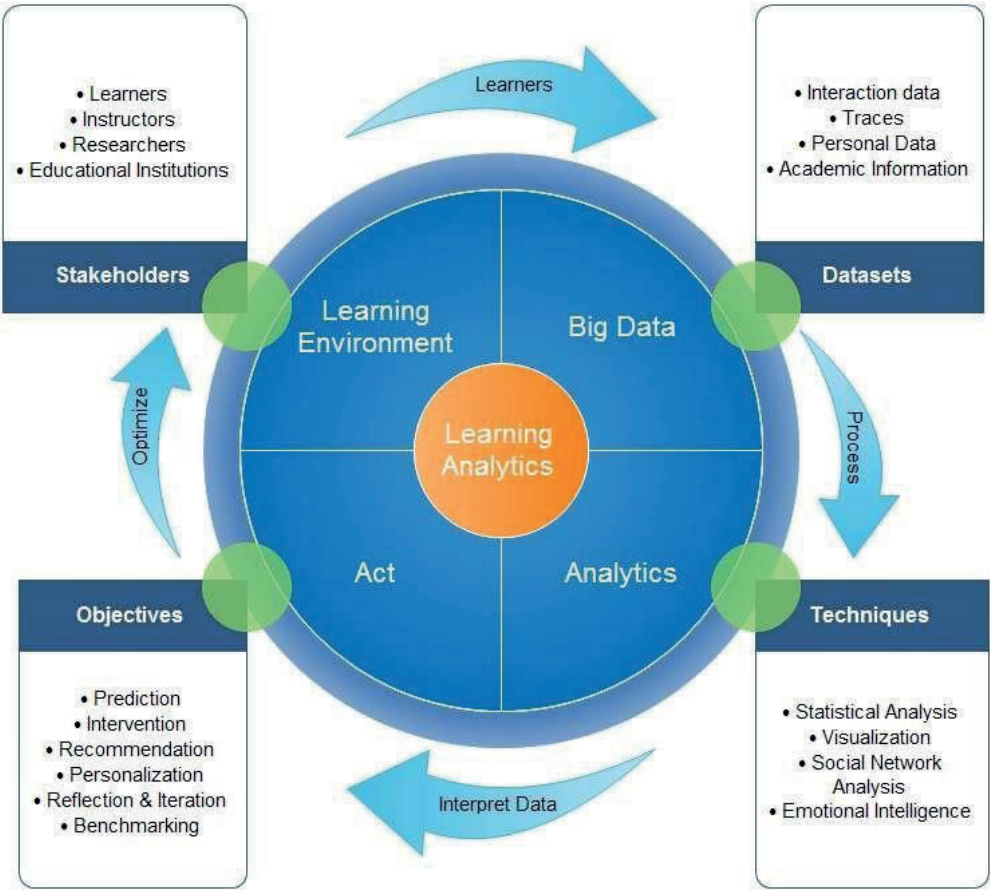 • Learners
• Instructors
• Researchers
• Educational Institutions
Stakeholders
Learners
• Interaction data
• Traces
• Personal Data
• Academic Information
Datasets
Learning
Environment
Big Data
Learning
Analytics
Act
Analytics
Optimize
Process
Objectives
• Prediction
• Intervention
• Recommendation
• Personalization
• Reflection & Iteration
• Benchmarking
Interpret Data
Techniques
• Statistical Analysis
• Visualization
• Social Network
Analysis
• Emotional Intelligence